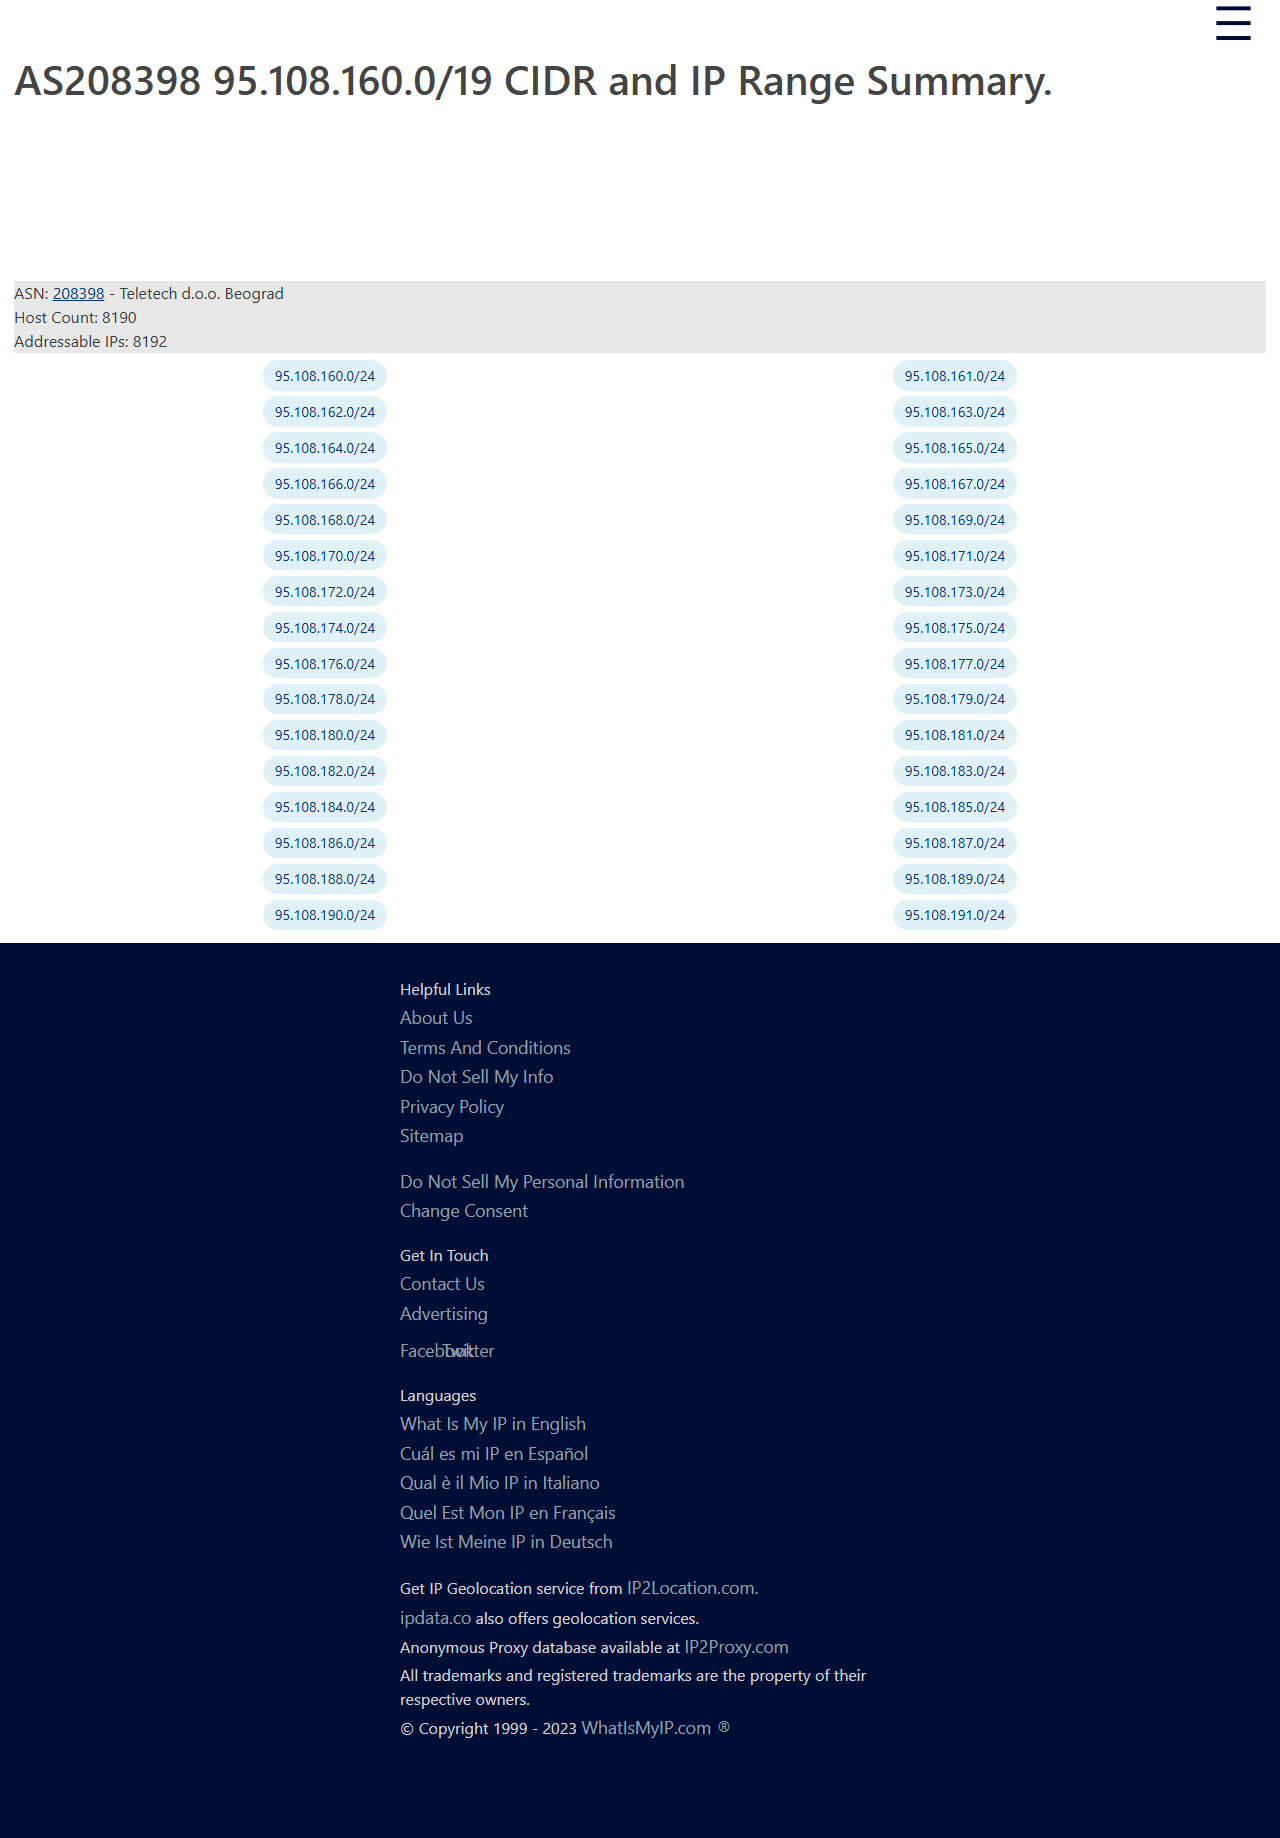 AS208398 95.108.160.0/19 CIDR and IP Range Summary.
ASN: 208398 - Teletech d.o.o. Beograd
Host Count: 8190
Addressable IPs: 8192
95.108.160.0/24 95.108.161.0/24
95.108.162.0/24 95.108.163.0/24
95.108.164.0/24 95.108.165.0/24
95.108.166.0/24 95.108.167.0/24
95.108.168.0/24 95.108.169.0/24
95.108.170.0/24 95.108.171.0/24
95.108.172.0/24 95.108.173.0/24
95.108.174.0/24 95.108.175.0/24
95.108.176.0/24 95.108.177.0/24
95.108.178.0/24 95.108.179.0/24
95.108.180.0/24 95.108.181.0/24
95.108.182.0/24 95.108.183.0/24
95.108.184.0/24 95.108.185.0/24
95.108.186.0/24 95.108.187.0/24
95.108.188.0/24 95.108.189.0/24
95.108.190.0/24 95.108.191.0/24
Helpful Links
About Us
Terms And Conditions
Do Not Sell My Info
Privacy Policy
Sitemap
Do Not Sell My Personal Information
Change Consent
Get In Touch
Contact Us
Advertising
Facebook Twitter
Languages
What Is My IP in English
Cuál es mi IP en Español
Qual è il Mio IP in Italiano
Quel Est Mon IP en Français
Wie Ist Meine IP in Deutsch
Get IP Geolocation service from IP2Location.com.
ipdata.co also offers geolocation services.
Anonymous Proxy database available at IP2Proxy.com
All trademarks and registered trademarks are the property of their
respective owners.
© Copyright 1999 - 2023 WhatIsMyIP.com ®